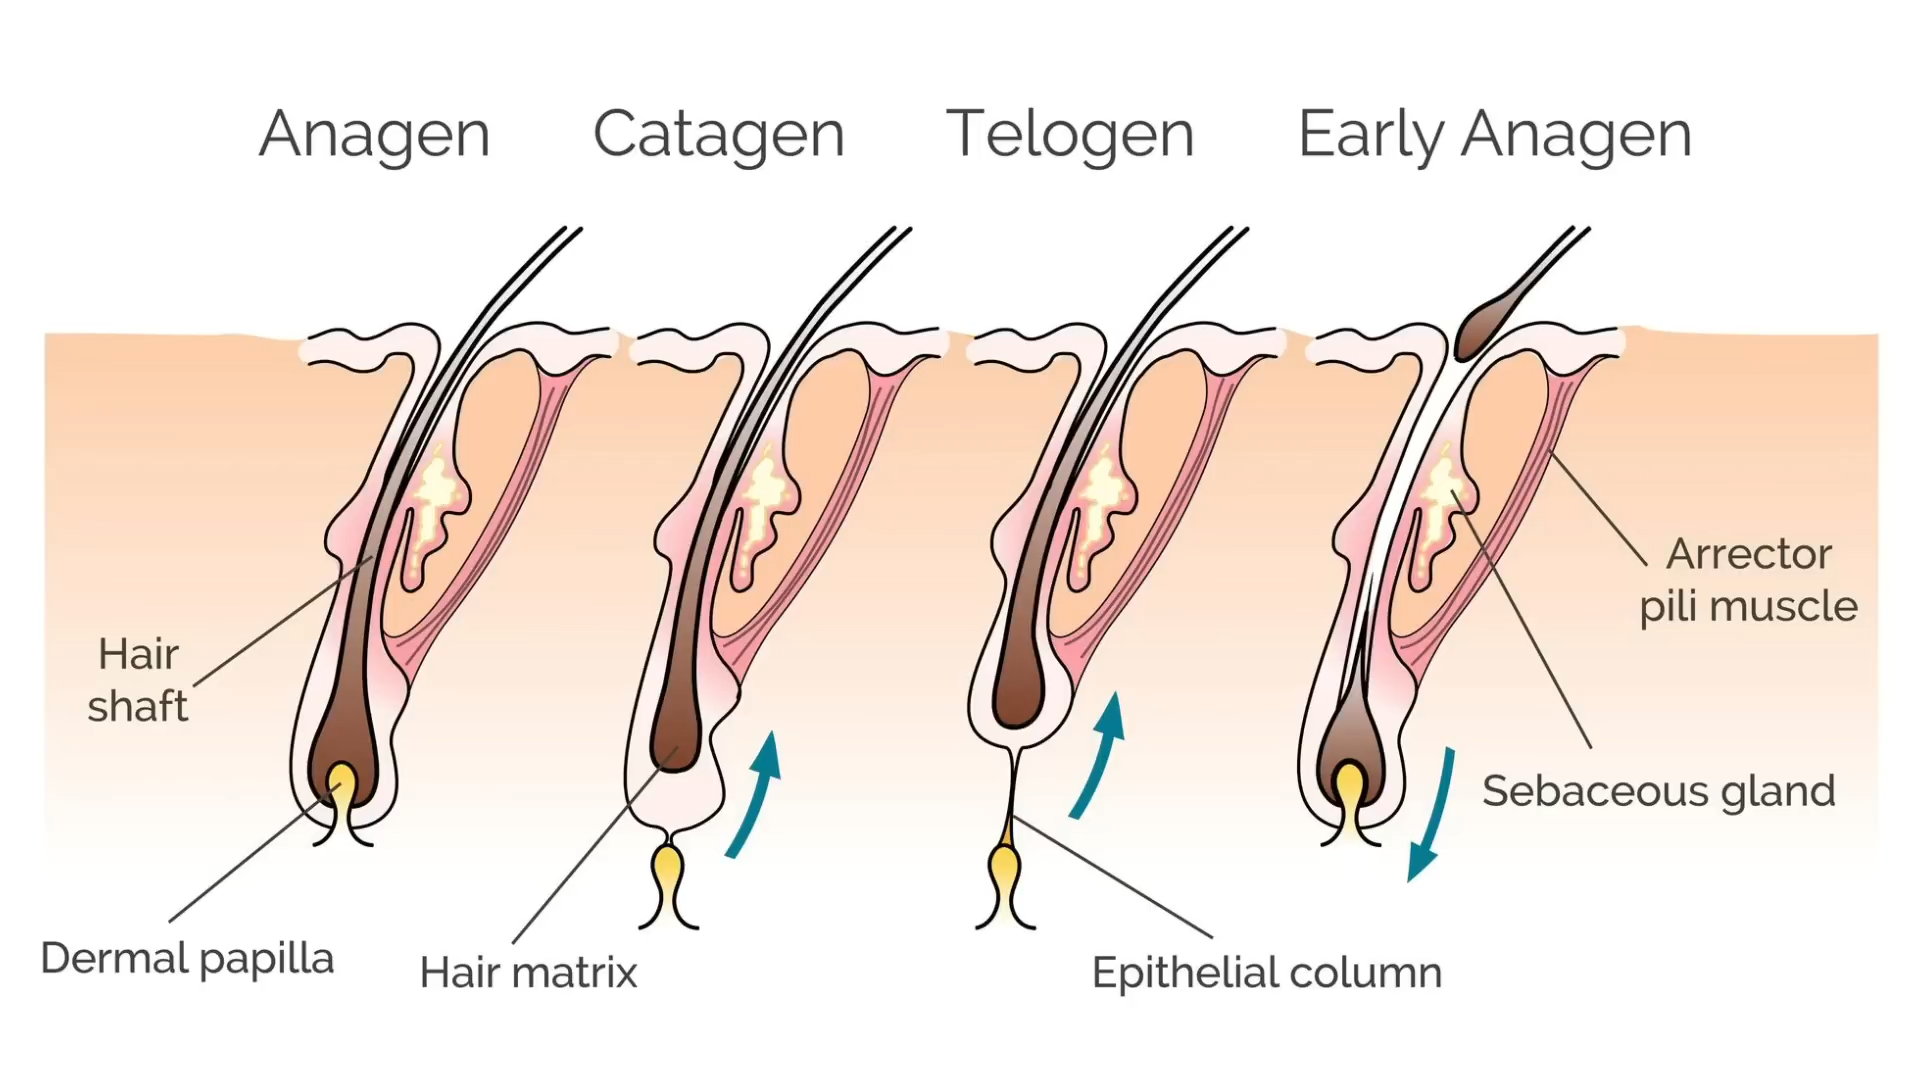 Anagen
Catagen
Telogen
Early Anagen
Hair
shaft
Arrector
pili muscle
Sebaceous gland
Dermal papilla
Hair matrix
Epithelial column